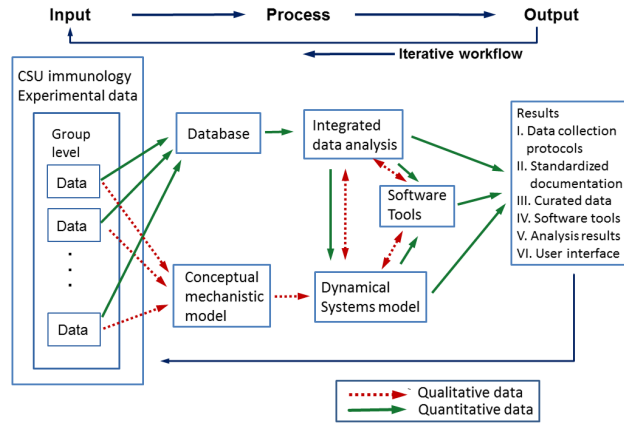 Input
Process
Output
Iterative workflow
CSU immunology
Experimental data
Group
level
Data
Data
Data
Database
Conceptual
mechanistic
model
Integrated
data analysis
Software
Tools
Dynamical
Systems model
Results
I. Data collection
protocols
II. Standardized
documentation
III. Curated data
IV. Software tools
V. Analysis results
VI. User interface
Qualitative data
Quantitative data